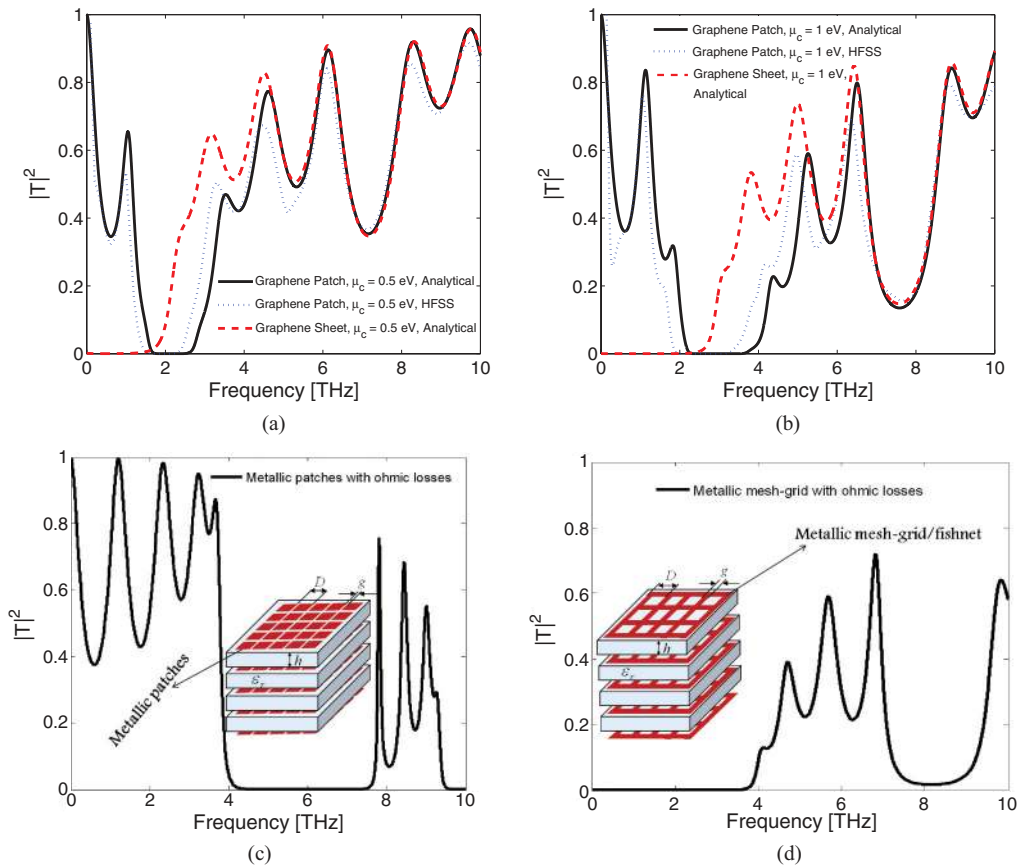 1
0.8
0.6
0.4
0.2
0
|T|²
0 2 4 6 8 10
Frequency [THz]
Graphene Patch, μc = 0.5 eV, Analytical
Graphene Patch, μc = 0.5 eV, HFSS
Graphene Sheet, μc = 0.5 eV, Analytical
(a)
1
0.8
0.6
0.4
0.2
0
|T|²
0 2 4 6 8 10
Frequency [THz]
Graphene Patch, μc = 1 eV, Analytical
Graphene Patch, μc = 1 eV, HFSS
Graphene Sheet, μc = 1 eV,
Analytical
(b)
1
0.8
0.6
0.4
0.2
0
|T|²
0 2 4 6 8 10
Frequency [THz]
Metallic patches with ohmic losses
D g
h
εr
Metallic patches
(c)
1
0.8
0.6
0.4
0.2
0
|T|²
0 2 4 6 8 10
Frequency [THz]
Metallic mesh-grid with ohmic losses
Metallic mesh-grid/fishnet
D g
h
εr
(d)